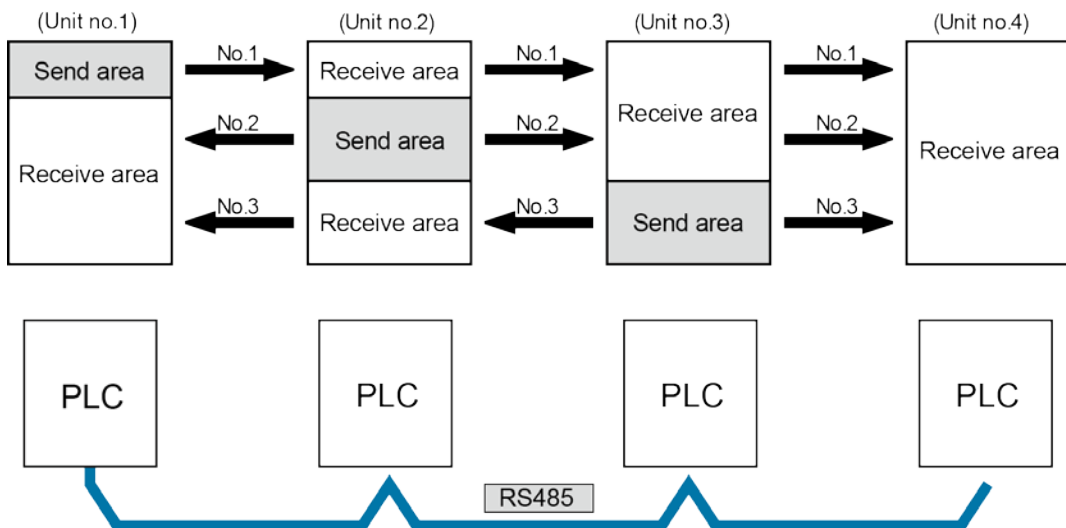 (Unit no.1)
(Unit no.2)
(Unit no.3)
(Unit no.4)
Send area
No.1
Receive area
No.1
No.1
Receive area
No.2
Send area
No.2
Receive area
No.2
Receive area
No.3
Receive area
No.3
Send area
No.3
PLC
PLC
PLC
PLC
RS485